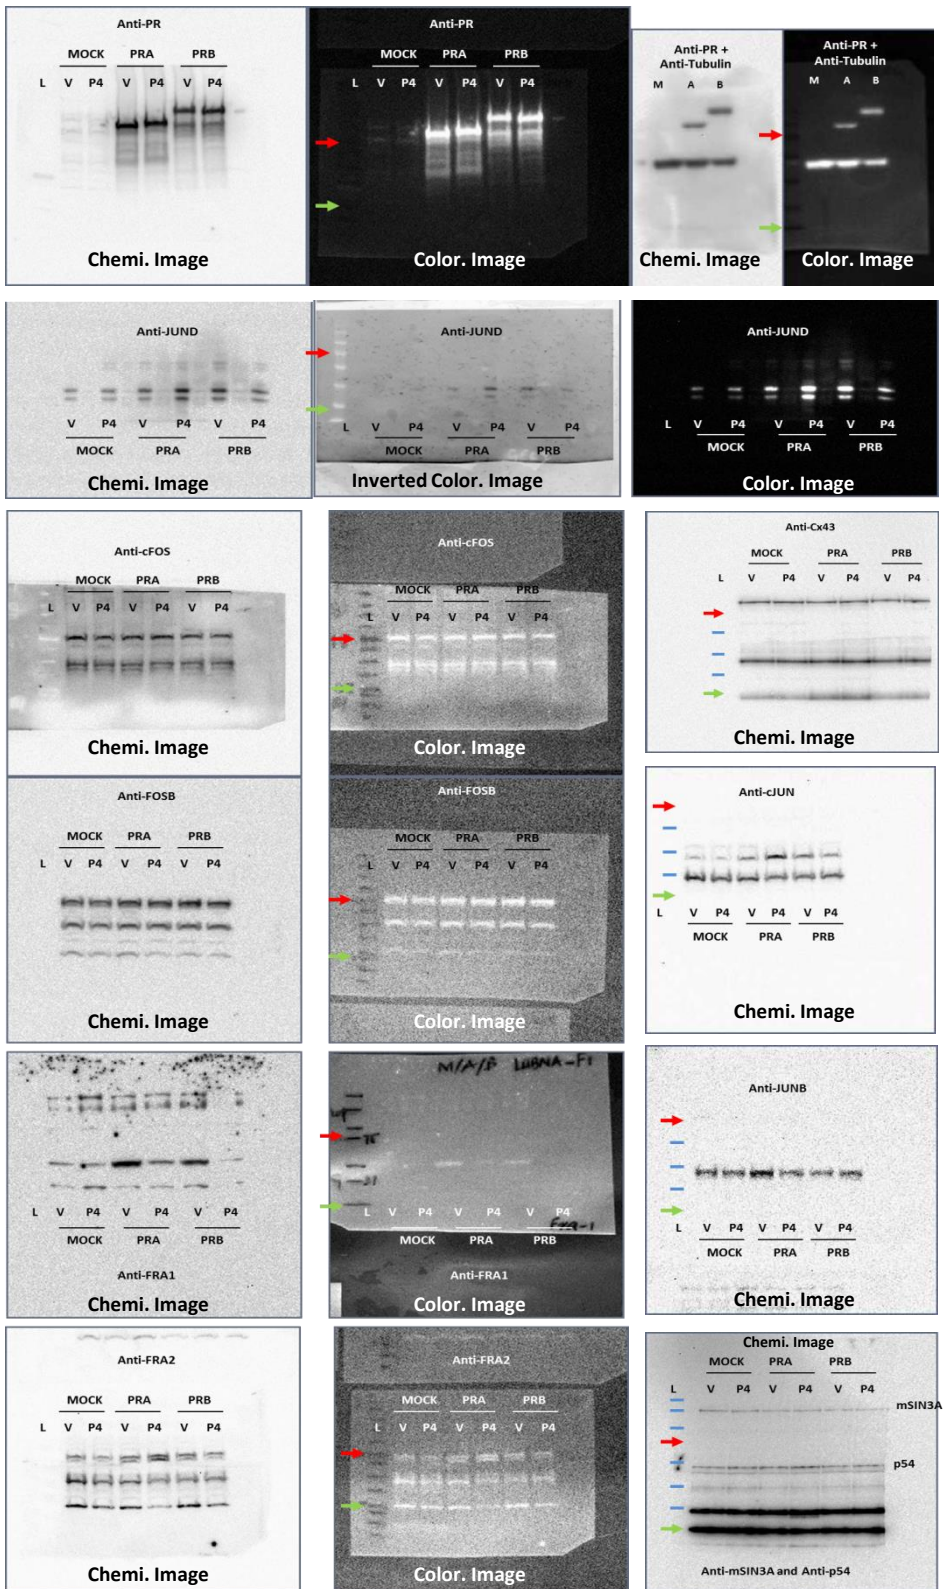 Anti-PR
MOCK PRA PRB
L V P4 V P4 V P4
Chemi. Image
Anti-PR
MOCK PRA PRB
L V P4 V P4 V P4
Color. Image
Anti-PR +
Anti-Tubulin
M A B
Chemi. Image
Anti-PR +
Anti-Tubulin
M A B
Color. Image
Anti-JUND
V P4 V P4 V P4
MOCK PRA PRB
Chemi. Image
Anti-JUND
L V P4 V P4 V P4
MOCK PRA PRB
Inverted Color. Image
Anti-JUND
L V P4 V P4 V P4
MOCK PRA PRB
Color. Image
Anti-cFOS
MOCK PRA PRB
L V P4 V P4 V P4
Chemi. Image
Anti-cFOS
MOCK PRA PRB
L V P4 V P4 V P4
Color. Image
Anti-Cx43
MOCK PRA PRB
L V P4 V P4 V P4
Chemi. Image
Anti-FOSB
MOCK PRA PRB
L V P4 V P4 V P4
Chemi. Image
Anti-FOSB
MOCK PRA PRB
L V P4 V P4 V P4
Color. Image
Anti-cJUN
L V P4 V P4 V P4
MOCK PRA PRB
Chemi. Image
L V P4 V P4 V P4
MOCK PRA PRB
Anti-FRA1
Chemi. Image
M/A/B LUBNA-F1
75
L V P4 V P4 V P4
Fra-1
MOCK PRA PRB
Anti-FRA1
Color. Image
Anti-JUNB
L V P4 V P4 V P4
MOCK PRA PRB
Chemi. Image
Anti-FRA2
MOCK PRA PRB
L V P4 V P4 V P4
Chemi. Image
Anti-FRA2
MOCK PRA PRB
L V P4 V P4 V P4
Color. Image
Chemi. Image
MOCK PRA PRB
L V P4 V P4 V P4
mSIN3A
p54
Anti-mSIN3A and Anti-p54